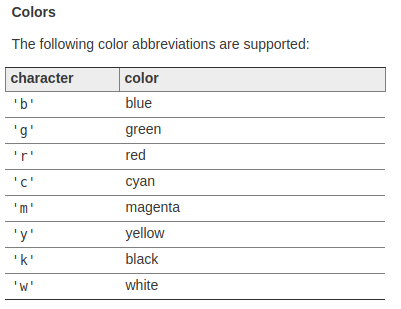 Colors
The following color abbreviations are supported:
character color
'b' blue
'g' green
'r' red
'c' cyan
'm' magenta
'y' yellow
'k' black
'w' white